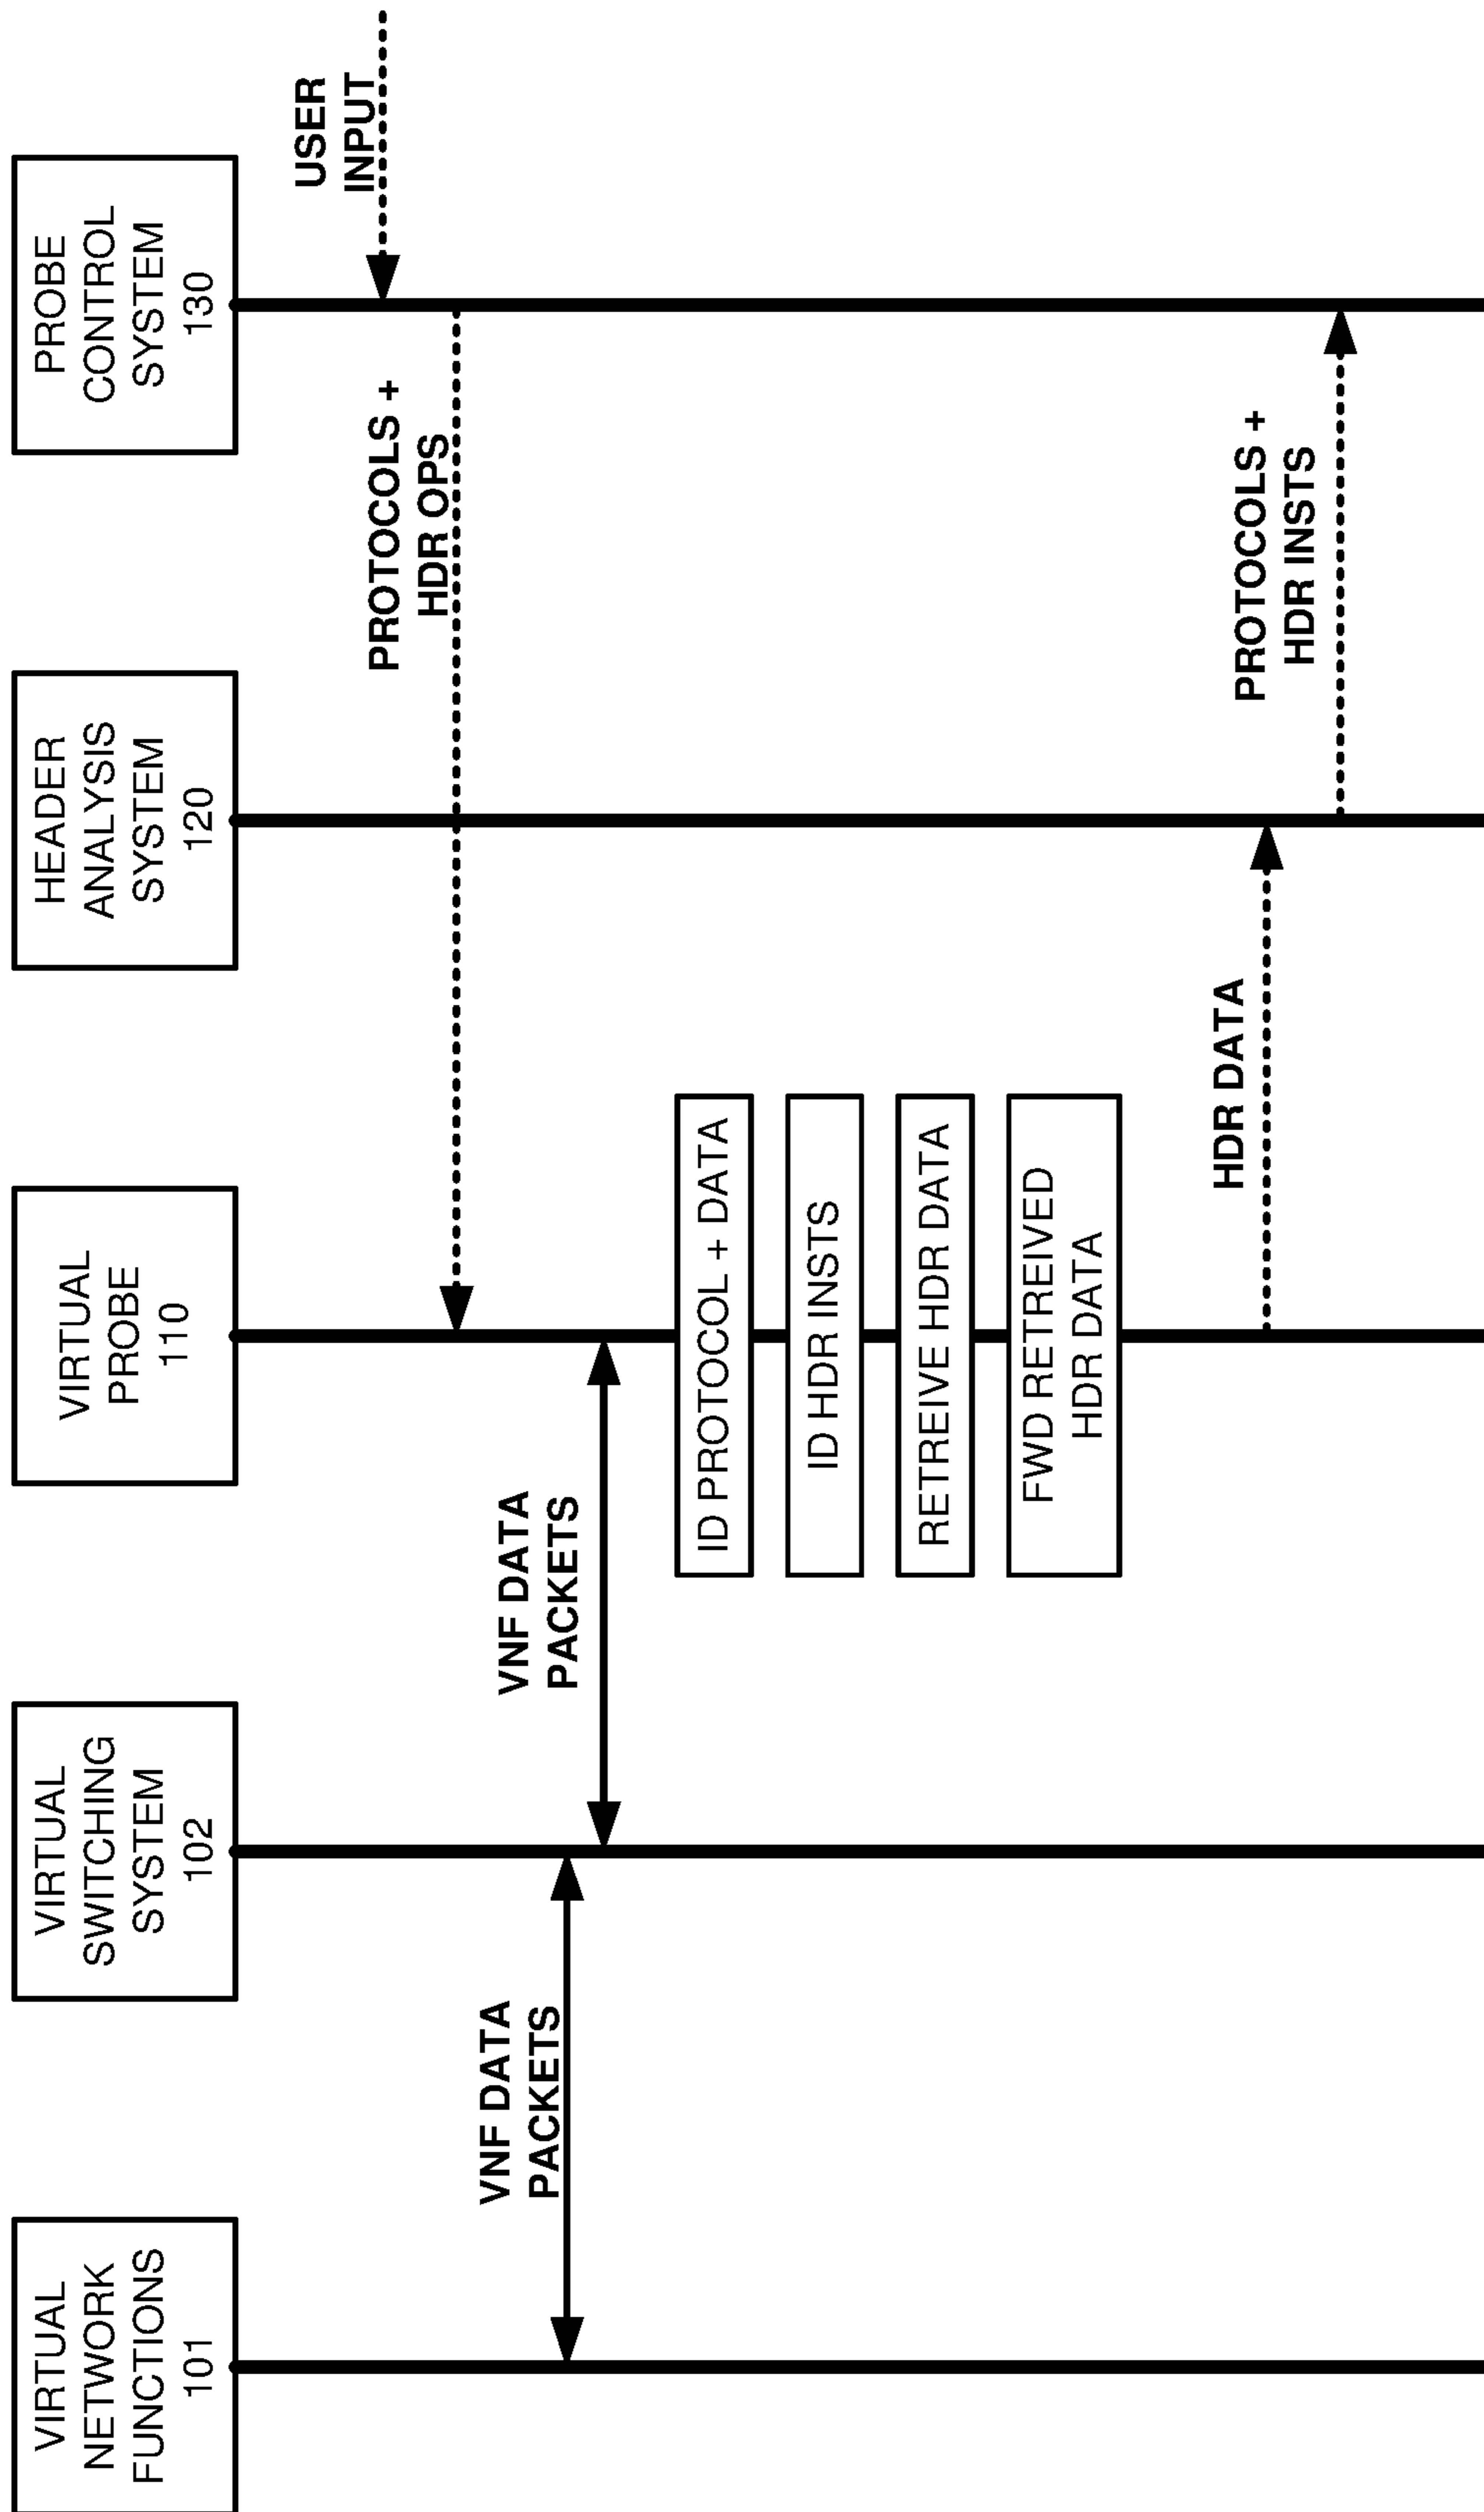 VIRTUAL
NETWORK
FUNCTIONS
101
VIRTUAL
SWITCHING
SYSTEM
102
VIRTUAL
PROBE
110
HEADER
ANALYSIS
SYSTEM
120
PROBE
CONTROL
SYSTEM
130
USER
INPUT
PROTOCOLS +
HDR OPS
VNF DATA
PACKETS
VNF DATA
PACKETS
ID PROTOCOL + DATA
ID HDR INSTS
RETREIVE HDR DATA
FWD RETREIVED
HDR DATA
HDR DATA
PROTOCOLS +
HDR INSTS